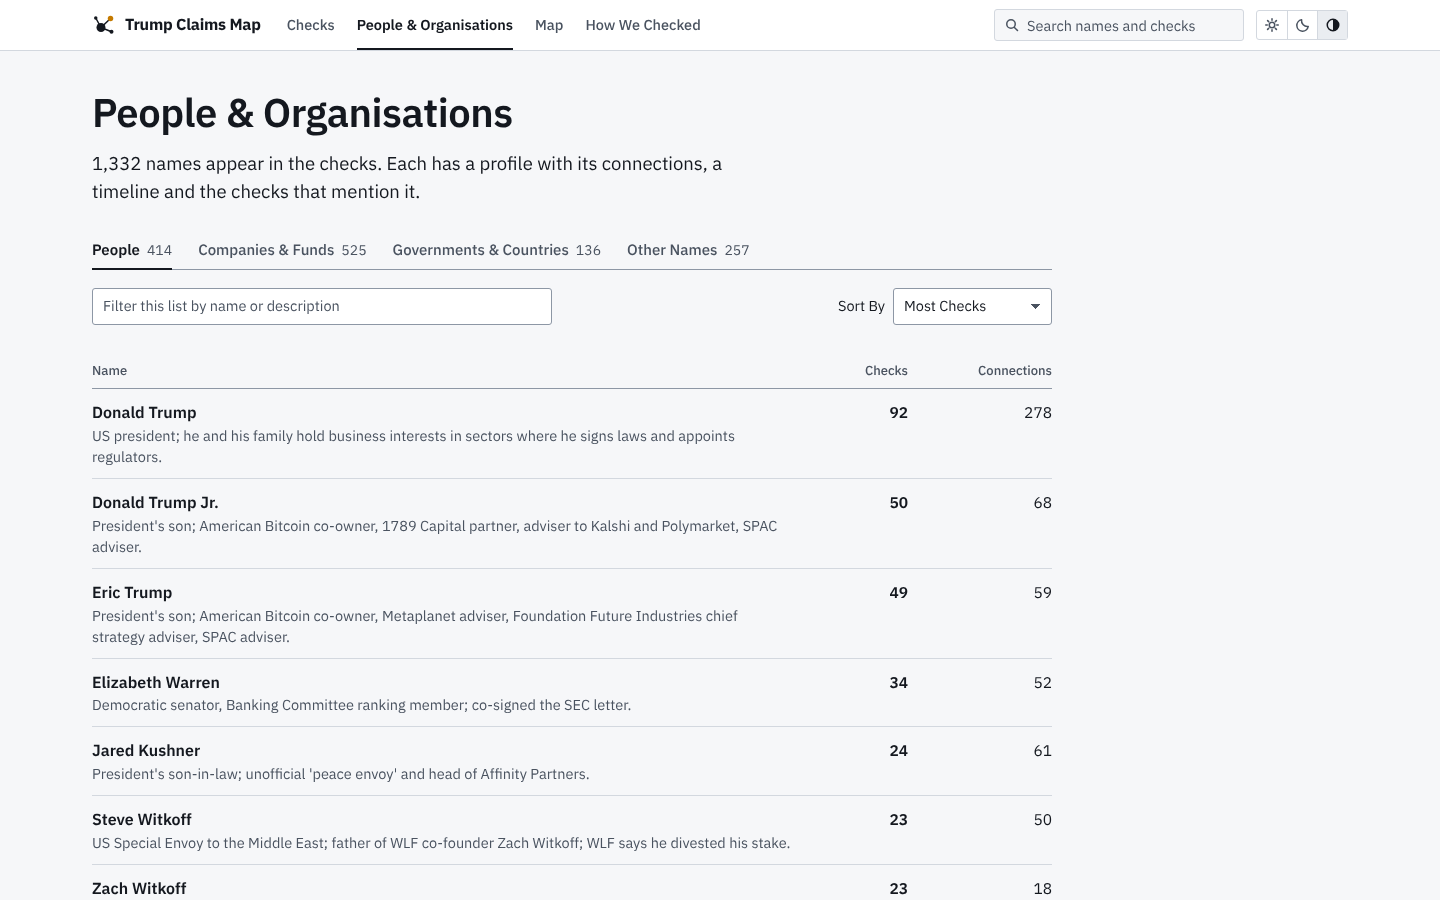 Trump Claims Map
Checks
People & Organisations
Map
How We Checked
Search names and checks
People & Organisations
1,332 names appear in the checks. Each has a profile with its connections, a
timeline and the checks that mention it.
People 414
Companies & Funds 525
Governments & Countries 136
Other Names 257
Filter this list by name or description
Sort By
Most Checks
Name Checks Connections
Donald Trump 92 278
US president; he and his family hold business interests in sectors where he signs laws and appoints
regulators.
Donald Trump Jr. 50 68
President's son; American Bitcoin co-owner, 1789 Capital partner, adviser to Kalshi and Polymarket, SPAC
adviser.
Eric Trump 49 59
President's son; American Bitcoin co-owner, Metaplanet adviser, Foundation Future Industries chief
strategy adviser, SPAC adviser.
Elizabeth Warren 34 52
Democratic senator, Banking Committee ranking member; co-signed the SEC letter.
Jared Kushner 24 61
President's son-in-law; unofficial 'peace envoy' and head of Affinity Partners.
Steve Witkoff 23 50
US Special Envoy to the Middle East; father of WLF co-founder Zach Witkoff; WLF says he divested his stake.
Zach Witkoff 23 18